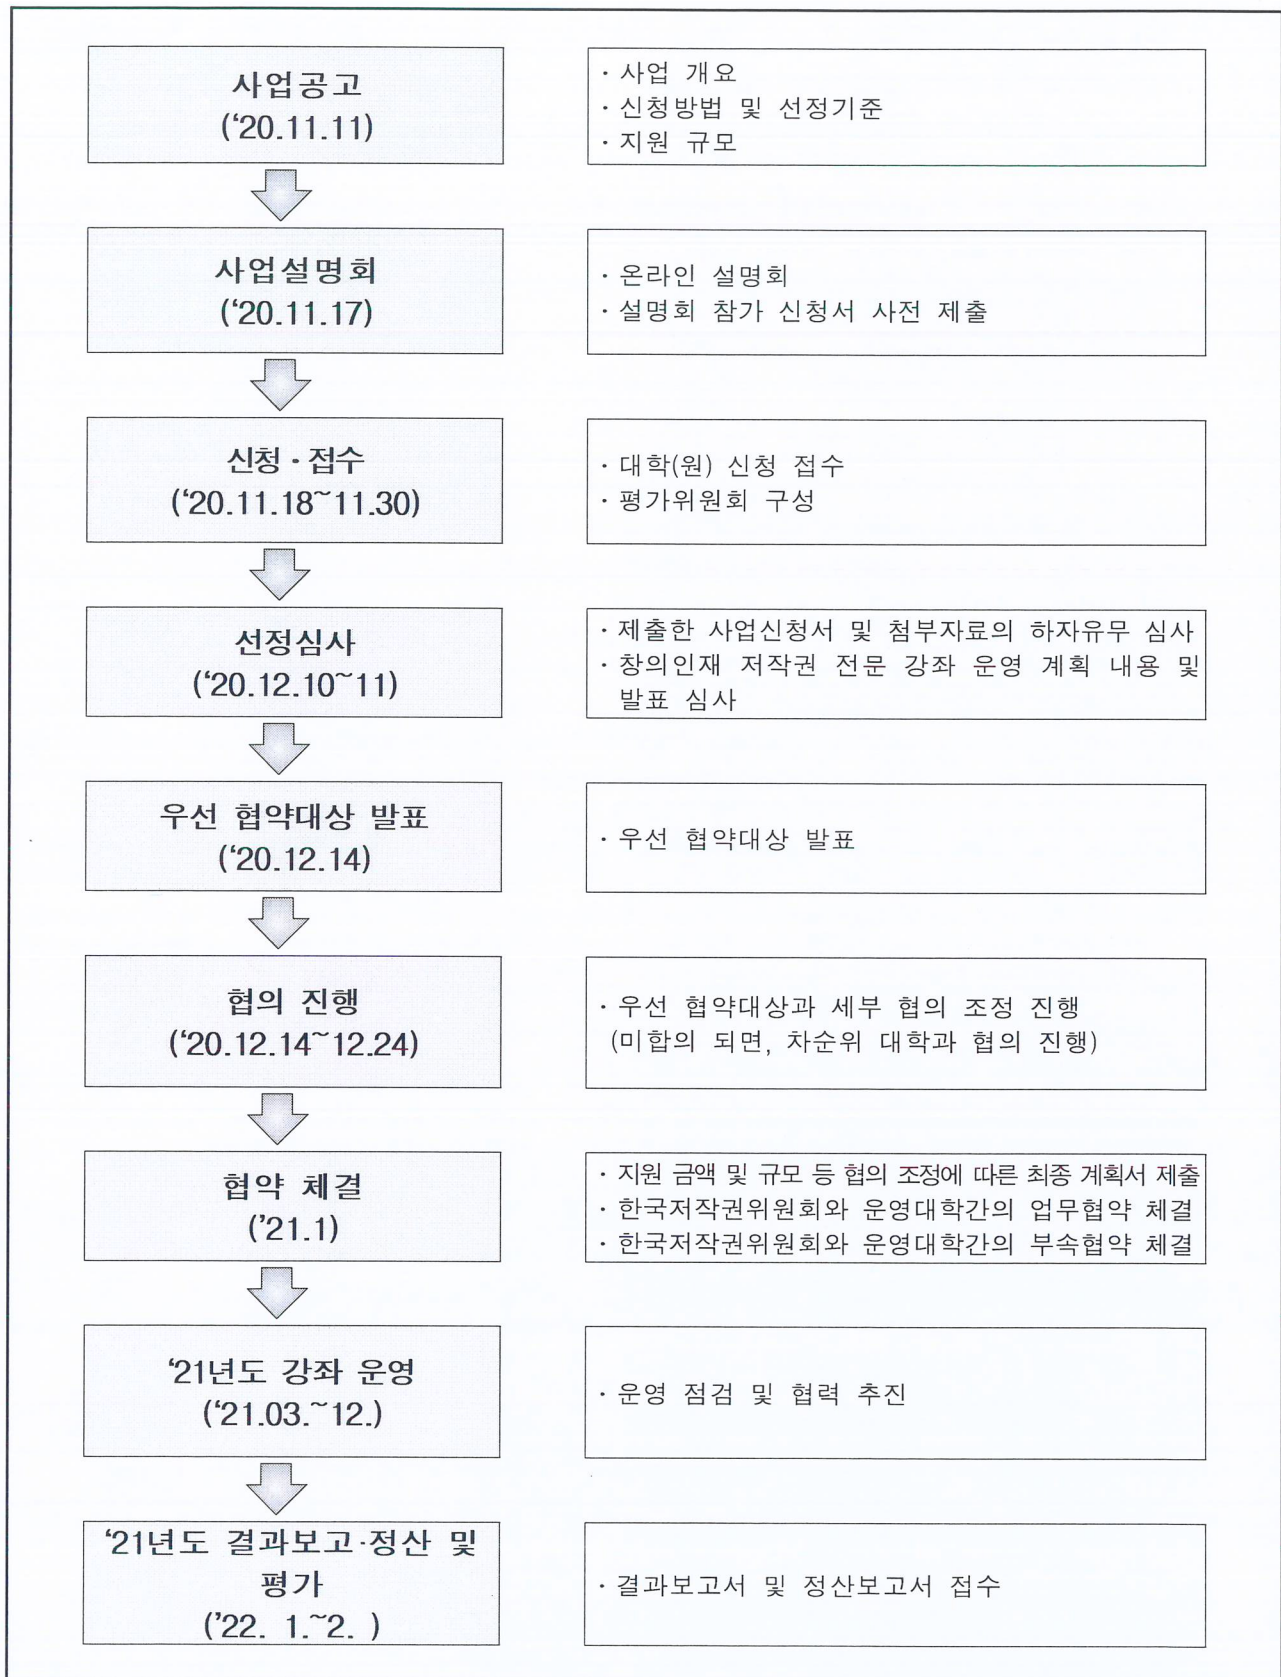 사업공고
(‘20.11.11)
· 사업 개요
· 신청방법 및 선정기준
· 지원 규모
사업설명회
(‘20.11.17)
· 온라인 설명회
· 설명회 참가 신청서 사전 제출
신청·접수
(‘20.11.18~11.30)
· 대학(원) 신청 접수
· 평가위원회 구성
선정심사
(‘20.12.10~11)
· 제출한 사업신청서 및 첨부자료의 하자유무 심사
· 창의인재 저작권 전문 강좌 운영 계획 내용 및
발표 심사
우선 협약대상 발표
(‘20.12.14)
· 우선 협약대상 발표
협의 진행
(‘20.12.14~12.24)
· 우선 협약대상과 세부 협의 조정 진행
(미합의 되면, 차순위 대학과 협의 진행)
협약 체결
(’21.1)
· 지원 금액 및 규모 등 협의 조정에 따른 최종 계획서 제출
· 한국저작권위원회와 운영대학간의 업무협약 체결
· 한국저작권위원회와 운영대학간의 부속협약 체결
‘21년도 강좌 운영
(‘21.03.~12.)
· 운영 점검 및 협력 추진
‘21년도 결과보고·정산 및
평가
(’22. 1.~2. )
· 결과보고서 및 정산보고서 접수